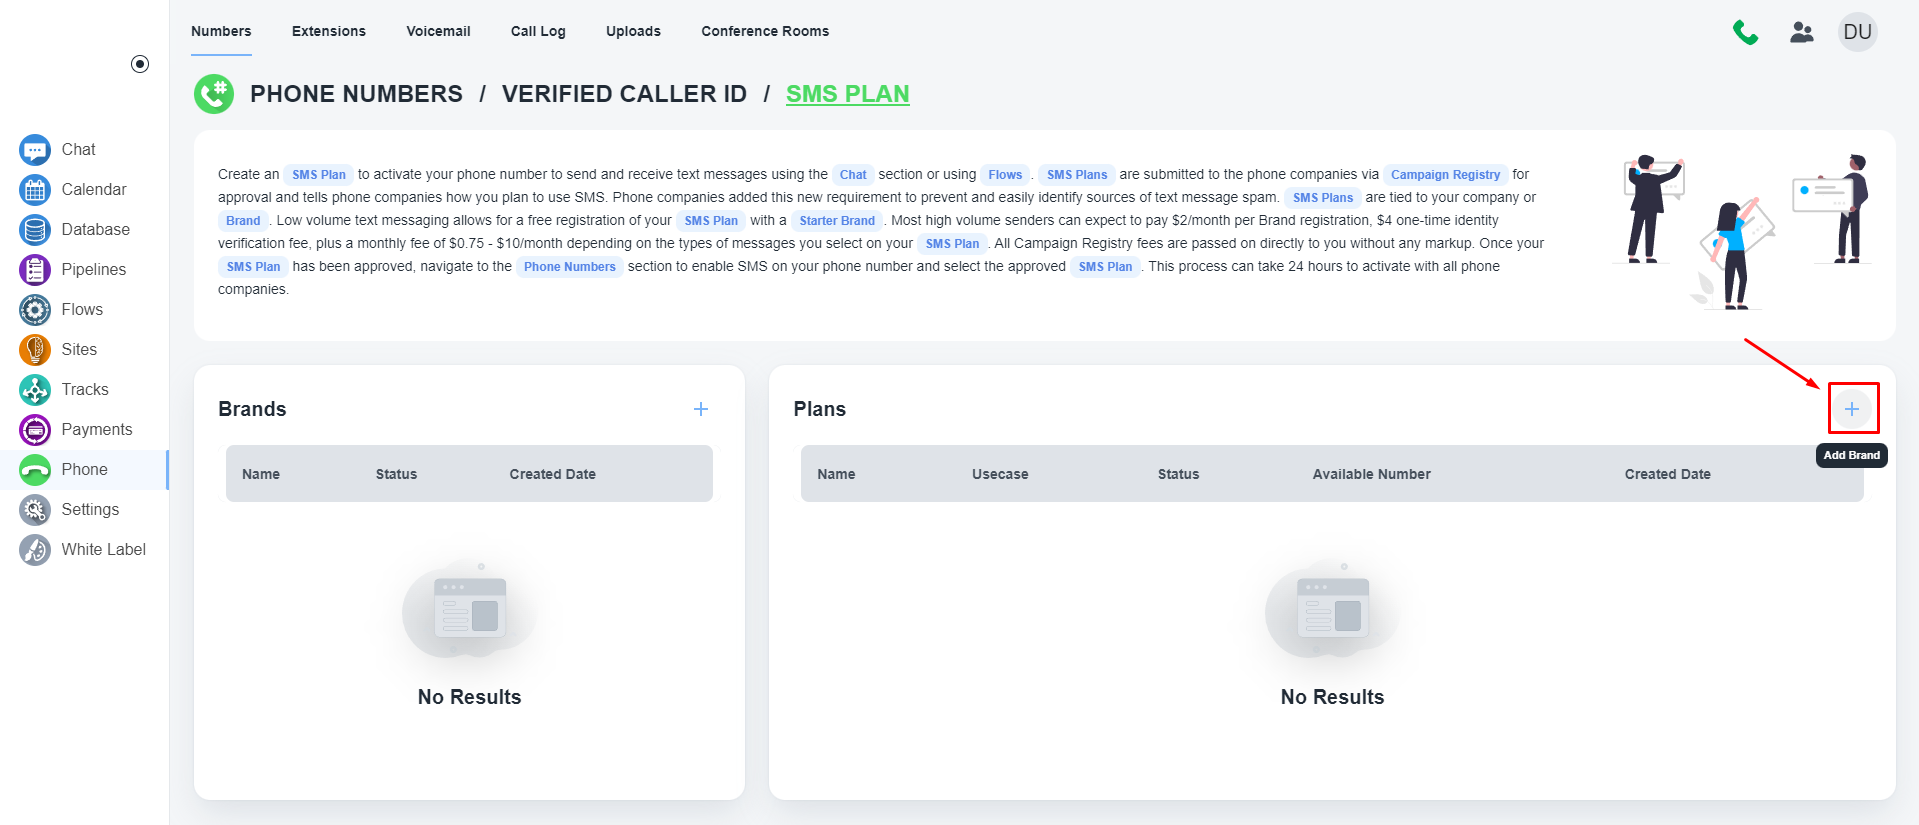 Numbers Extensions Voicemail Call Log Uploads Conference Rooms DU
PHONE NUMBERS / VERIFIED CALLER ID / SMS PLAN
Chat
Calendar
Database
Pipelines
Flows
Sites
Tracks
Payments
Phone
Settings
White Label
Create an SMS Plan to activate your phone number to send and receive text messages using the Chat section or using Flows . SMS Plans are submitted to the phone companies via Campaign Registry for
approval and tells phone companies how you plan to use SMS. Phone companies added this new requirement to prevent and easily identify sources of text message spam. SMS Plans are tied to your company or
Brand . Low volume text messaging allows for a free registration of your SMS Plan with a Starter Brand . Most high volume senders can expect to pay $2/month per Brand registration, $4 one-time identity
verification fee, plus a monthly fee of $0.75 - $10/month depending on the types of messages you select on your SMS Plan . All Campaign Registry fees are passed on directly to you without any markup. Once your
SMS Plan has been approved, navigate to the Phone Numbers section to enable SMS on your phone number and select the approved SMS Plan . This process can take 24 hours to activate with all phone
companies.
Brands +
Name Status Created Date
No Results
Plans +
Add Brand
Name Usecase Status Available Number Created Date
No Results